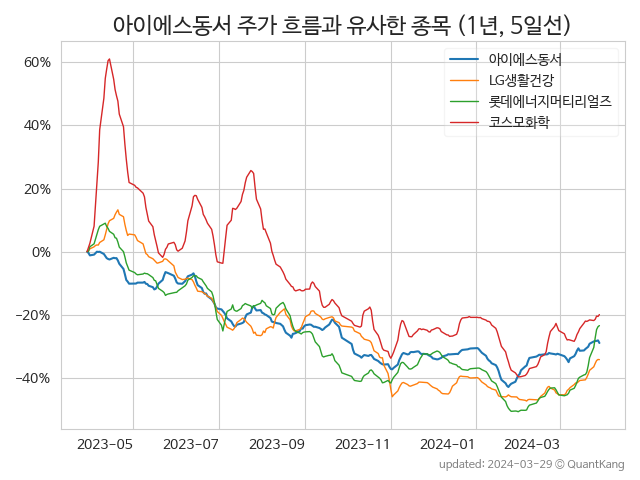 아이에스동서 주가 흐름과 유사한 종목 (1년, 5일선)
아이에스동서
LG생활건강
롯데에너지머티리얼즈
코스모화학
60%
40%
20%
0%
−20%
−40%
2023-05
2023-07
2023-09
2023-11
2024-01
2024-03
updated: 2024-03-29 © QuantKang